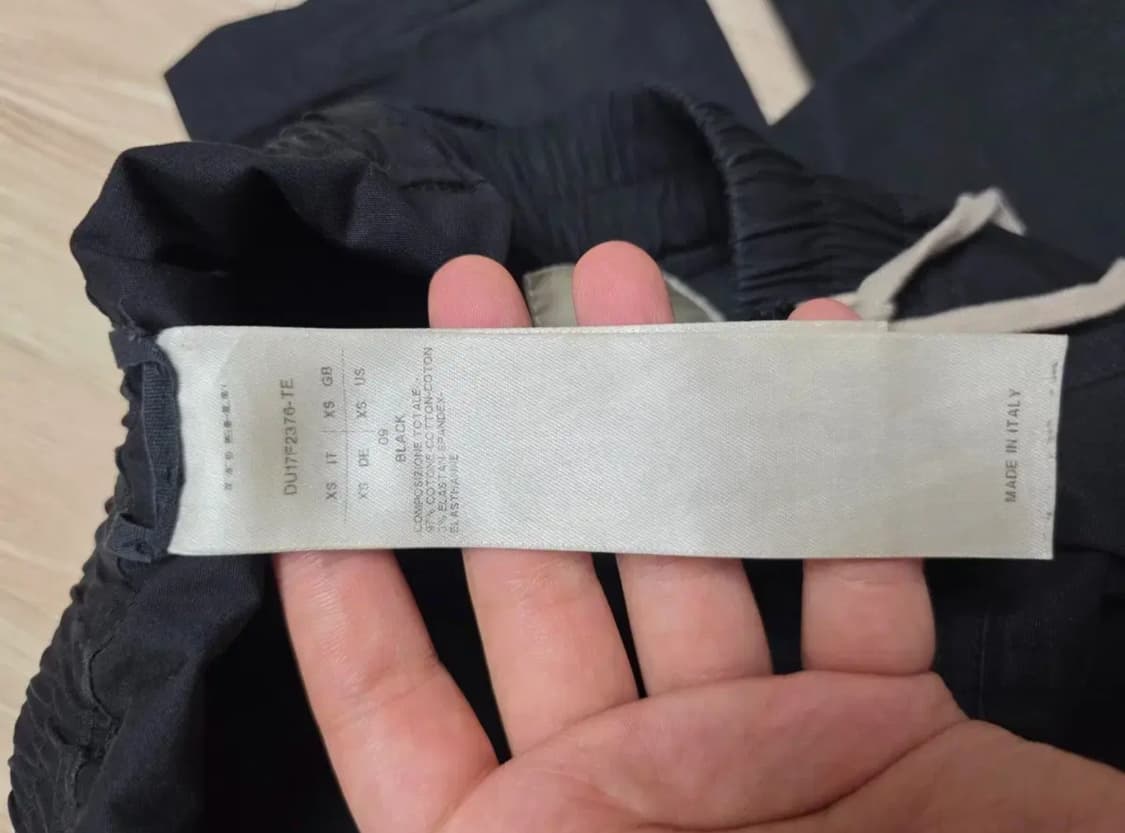 DU17F2376-TE
XS IT XS GB
XS DE XS US
09
BLACK
COMPOSIZIONE TOTALE-
97% COTONE-COTTON-COTON
3% ELASTAN-SPANDEX-
ELASTHANNE
MADE IN ITALY